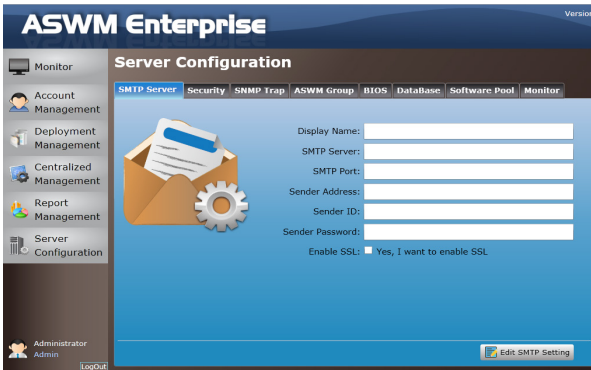 ASWM Enterprise
Version
Monitor
Account
Management
Deployment
Management
Centralized
Management
Report
Management
Server
Configuration
Administrator
Admin
LogOut
Server Configuration
SMTP Server Security SNMP Trap ASWM Group BIOS DataBase Software Pool Monitor
Display Name:
SMTP Server:
SMTP Port:
Sender Address:
Sender ID:
Sender Password:
Enable SSL: Yes, I want to enable SSL
Edit SMTP Setting